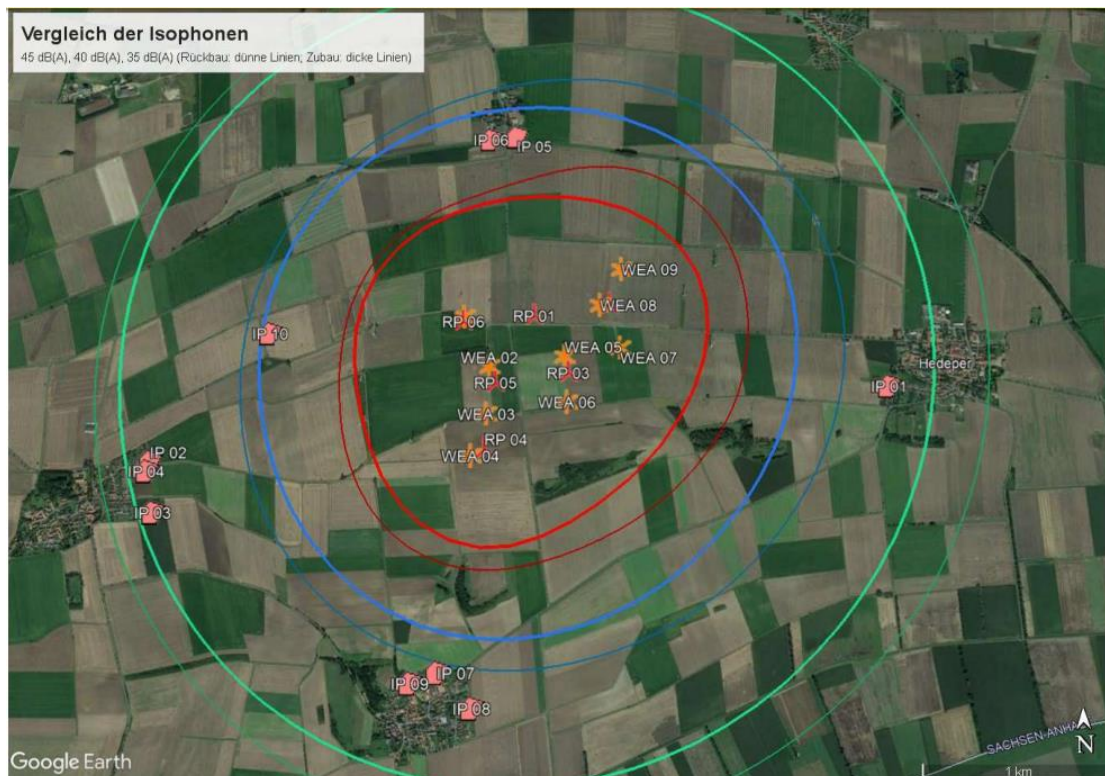 Vergleich der Isophonen
45 dB(A), 40 dB(A), 35 dB(A) (Rückbau: dünne Linien; Zubau: dicke Linien)
IP 06
IP 05
WEA 09
WEA 08
RP 01
RP 06
IP 10
WEA 05
WEA 07
WEA 02
Hedeper
RP 03
RP 05
IP 01
WEA 06
WEA 03
RP 04
WEA 04
IP 02
IP 04
IP 03
IP 07
IP 09
IP 08
SACHSEN-ANHA
N
Google Earth
1 km